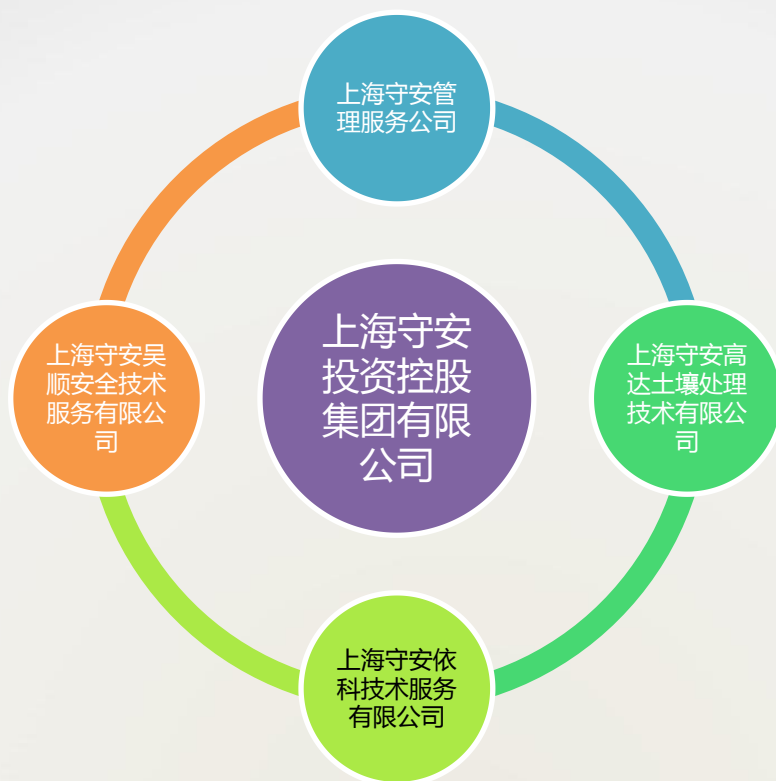 上海守安管
理服务公司
上海守安投资控股
集团有限
公司
上海守安吴
顺安全技术
服务有限公
司
上海守安高
达土壤处理
技术有限公
司
上海守安依
科技术服务
有限公司